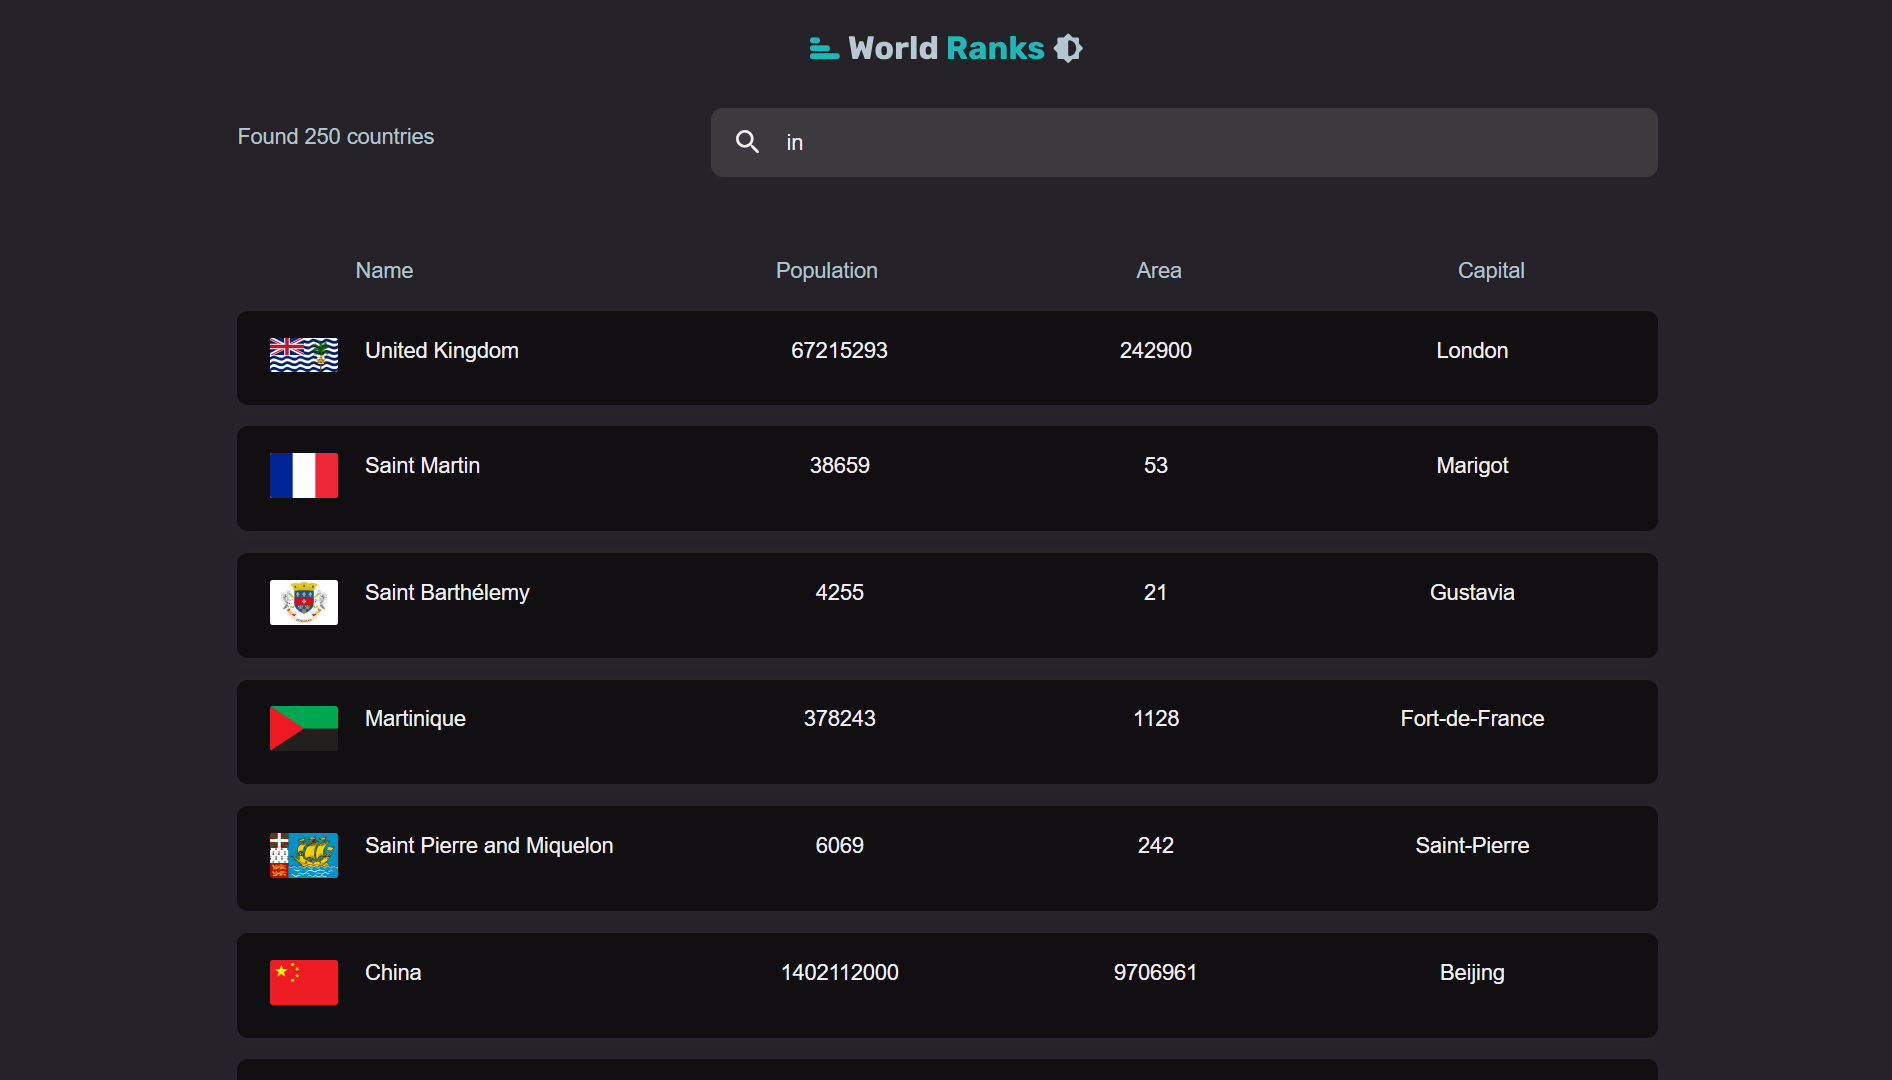 World Ranks
Found 250 countries
in
Name Population Area Capital
United Kingdom 67215293 242900 London
Saint Martin 38659 53 Marigot
Saint Barthélemy 4255 21 Gustavia
Martinique 378243 1128 Fort-de-France
Saint Pierre and Miquelon 6069 242 Saint-Pierre
China 1402112000 9706961 Beijing